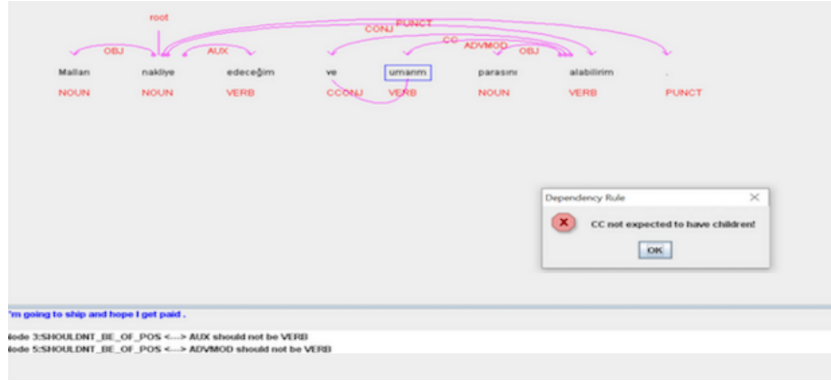 root
CONJ PUNCT
OBJ AUX CC ADVMOD OBJ
Malları nakliye edeceğim ve umarım parasını alabilirim .
NOUN NOUN VERB CCONJ VERB NOUN VERB PUNCT
Dependency Rule
CC not expected to have children!
OK
'm going to ship and hope I get paid .
lode 3:SHOULDNT_BE_OF_POS <---> AUX should not be VERB
lode 5:SHOULDNT_BE_OF_POS <---> ADVMOD should not be VERB